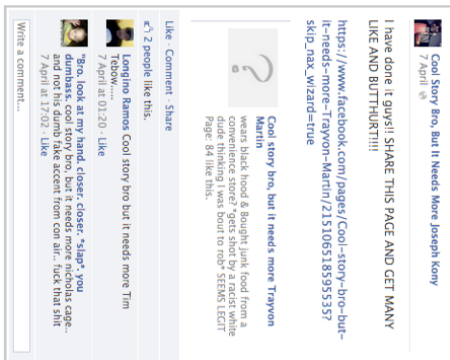 Cool Story Bro, But It Needs More Joseph Kony
7 April
I have done it guys!! SHARE THIS PAGE AND GET MANY
LIKE AND BUTTHURT!!!!
https://www.facebook.com/pages/Cool-story-bro-but-
it-needs-more-Trayvon-Martin/215106518595535?
skip_nax_wizard=true
Cool story bro, but it needs more Trayvon
Martin
wears black hood & Bought junk food from a
convenience store? *gets shot by a racist white
dude thinking I was bout to rob* SEEMS LEGIT
Page: 84 like this.
Like · Comment · Share
2 people like this.
Longino Ramos Cool story bro but it needs more Tim
Tebow.....
7 April at 01:20 · Like
"Bro, look at my hand. closer. closer. *slap*. you
dumbass. cool story bro, but it needs more nicholas cage..
and not his dumb fake accent from con air.. fuck that shit
7 April at 17:02 · Like
Write a comment...